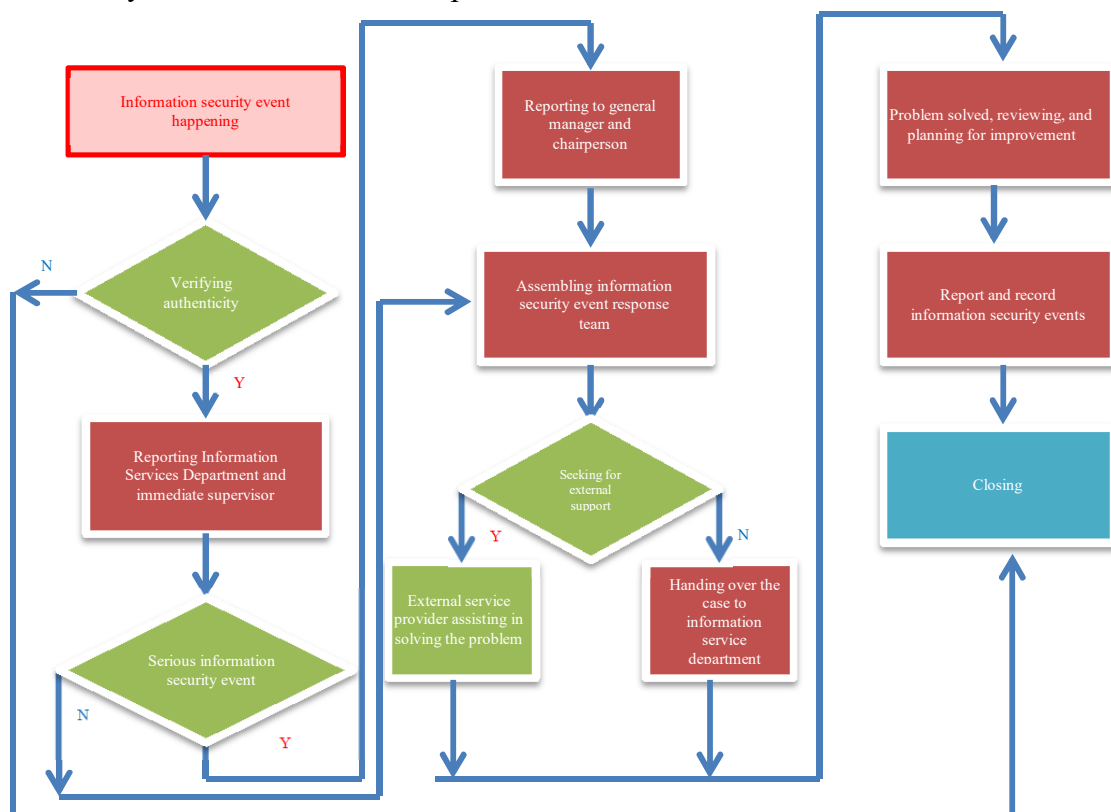 Information security event
happening
N
Verifying
authenticity
Y
Reporting Information
Services Department and
immediate supervisor
Serious information
security event
N
Y
Reporting to general
manager and
chairperson
Assembling information
security event response
team
Seeking for
external
support
Y
N
External service
provider assisting in
solving the problem
Handing over the
case to
information
service
department
Problem solved, reviewing, and
planning for improvement
Report and record
information security events
Closing